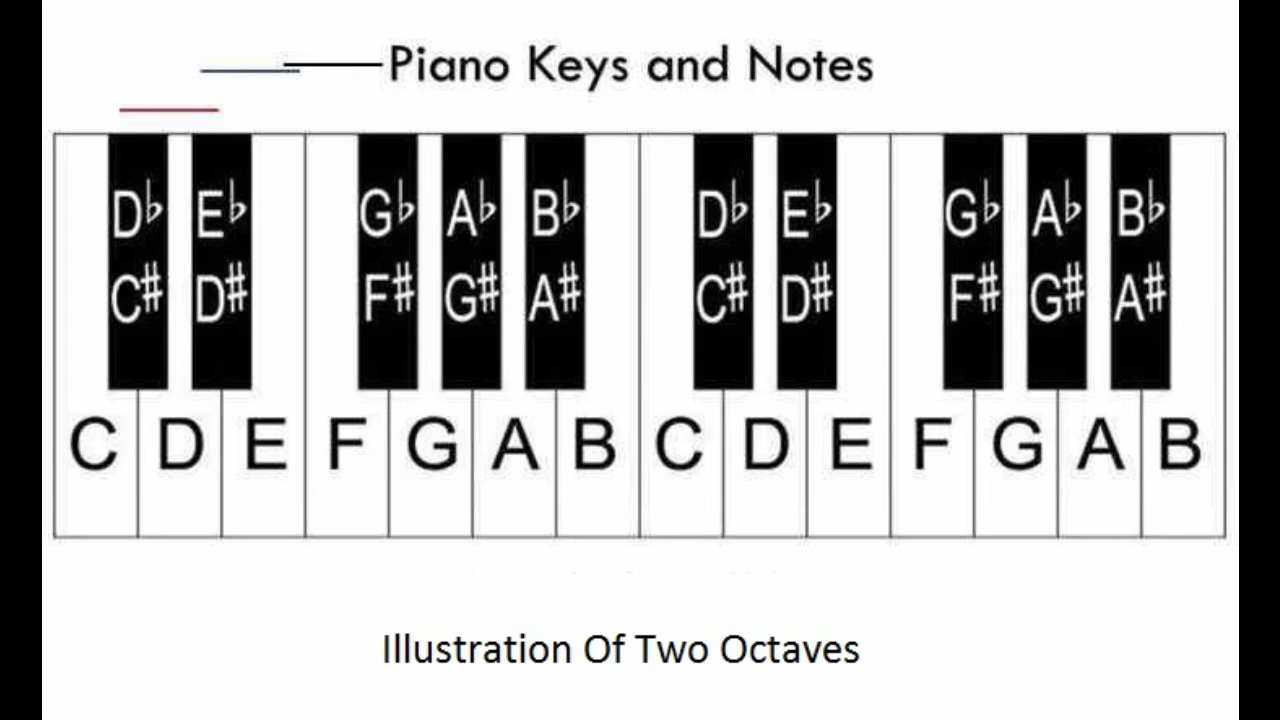 Piano Keys and Notes
D♭ E♭ G♭ A♭ B♭ D♭ E♭ G♭ A♭ B♭
C# D# F# G# A# C# D# F# G# A#
C D E F G A B C D E F G A B
Illustration Of Two Octaves